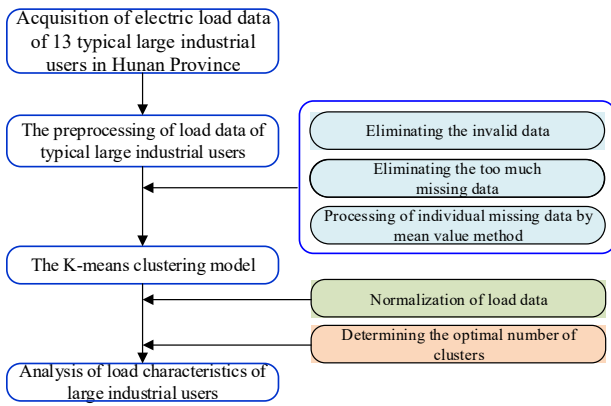 Acquisition of electric load data
of 13 typical large industrial
users in Hunan Province
The preprocessing of load data of
typical large industrial users
Eliminating the invalid data
Eliminating the too much
missing data
Processing of individual missing data by
mean value method
The K-means clustering model
Normalization of load data
Determining the optimal number of
clusters
Analysis of load characteristics of
large industrial users